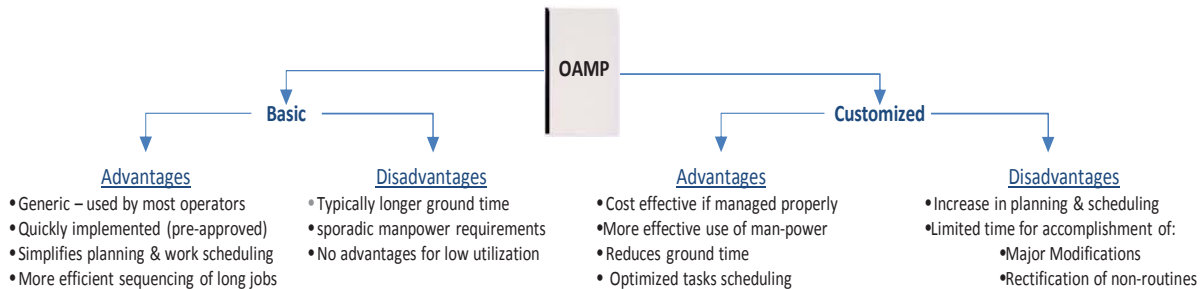 OAMP
Basic
Advantages
• Generic – used by most operators
• Quickly implemented (pre-approved)
• Simplifies planning & work scheduling
• More efficient sequencing of long jobs
Disadvantages
• Typically longer ground time
• sporadic manpower requirements
• No advantages for low utilization
Customized
Advantages
• Cost effective if managed properly
• More effective use of man-power
• Reduces ground time
• Optimized tasks scheduling
Disadvantages
• Increase in planning & scheduling
• Limited time for accomplishment of:
• Major Modifications
• Rectification of non-routines